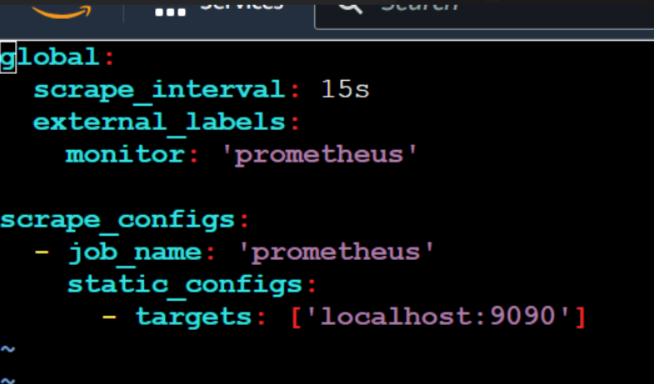 Services Search
global:
  scrape_interval: 15s
  external_labels:
    monitor: 'prometheus'

scrape_configs:
  - job_name: 'prometheus'
    static_configs:
      - targets: ['localhost:9090']
~
~